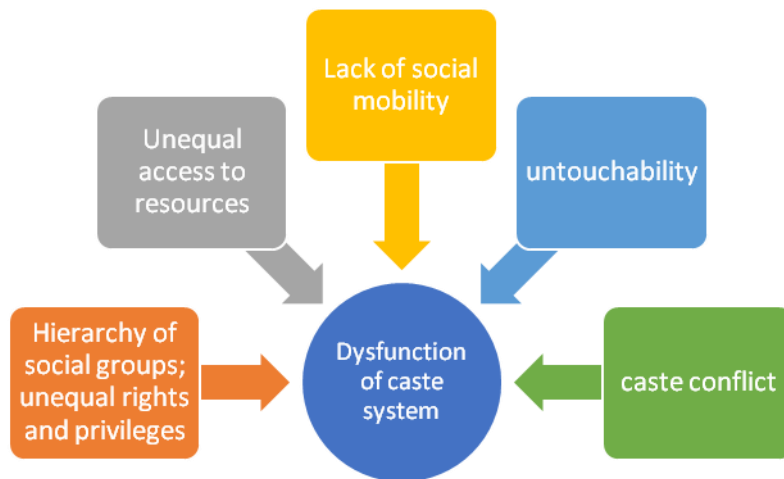 Lack of social
mobility
Unequal
access to
resources
untouchability
Hierarchy of
social groups;
unequal rights
and privileges
Dysfunction
of caste
system
caste conflict